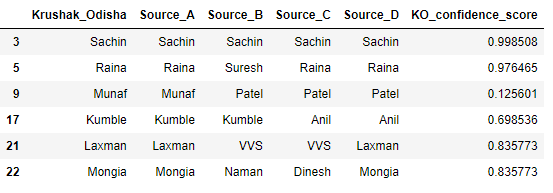 Krushak_Odisha Source_A Source_B Source_C Source_D KO_confidence_score
3 Sachin Sachin Sachin Sachin Sachin 0.998508
5 Raina Raina Suresh Raina Raina 0.976465
9 Munaf Munaf Patel Patel Patel 0.125601
17 Kumble Kumble Kumble Anil Anil 0.698536
21 Laxman Laxman VVS VVS Laxman 0.835773
22 Mongia Mongia Naman Dinesh Mongia 0.835773